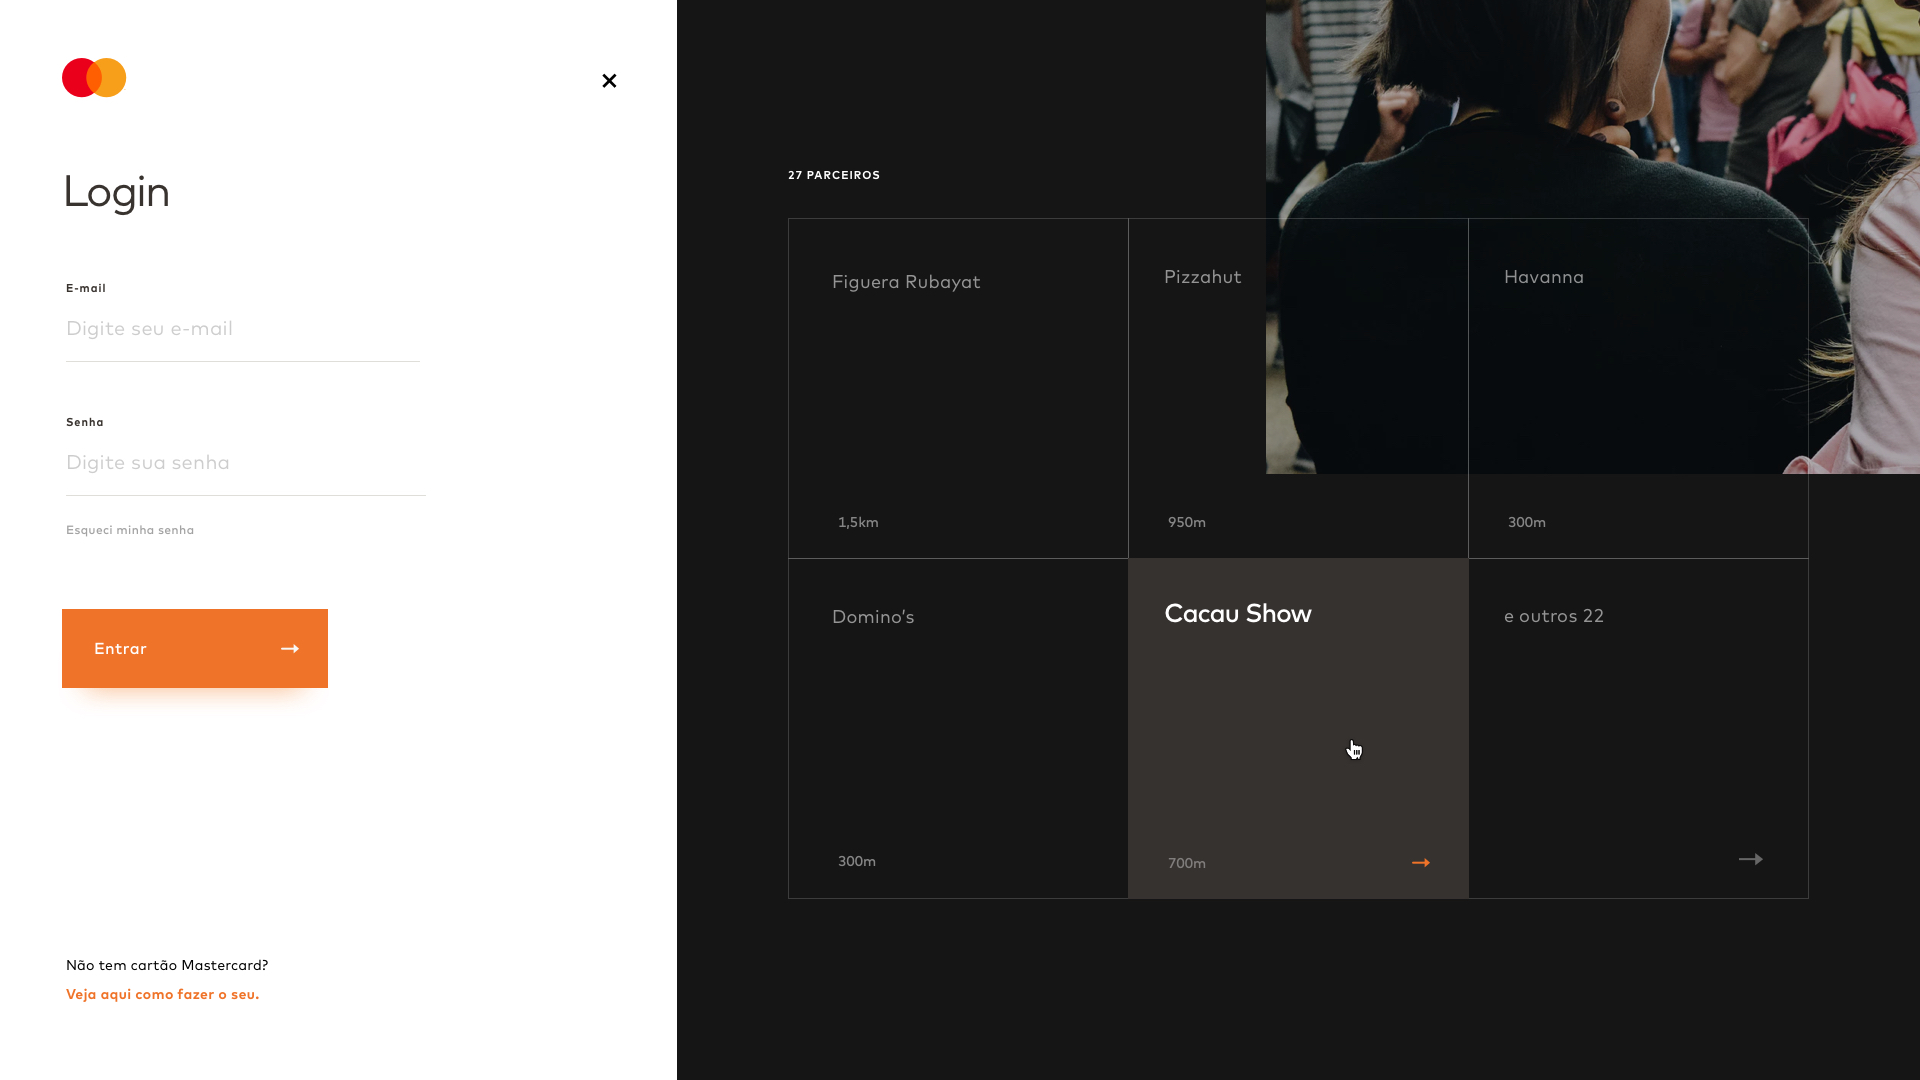 Login
E-mail
Digite seu e-mail
Senha
Digite sua senha
Esqueci minha senha
Entrar
Não tem cartão Mastercard?
Veja aqui como fazer o seu.
27 PARCEIROS
Figuera Rubayat
1,5km
Pizzahut
950m
Havanna
300m
Domino’s
300m
Cacau Show
700m
e outros 22